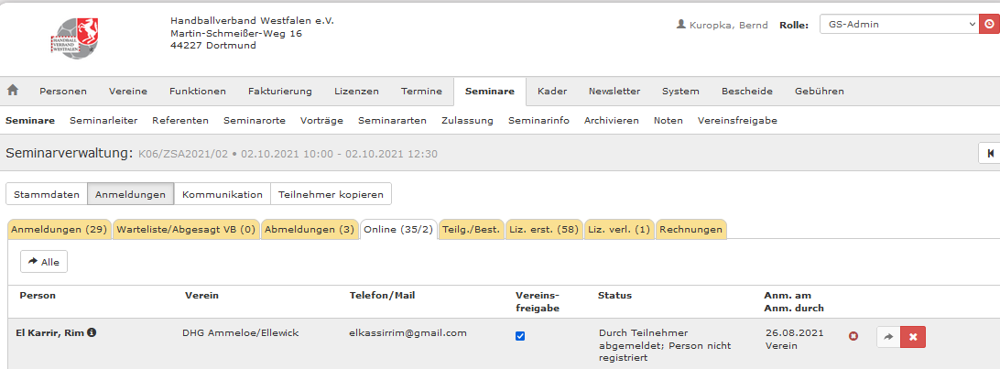 Handballverband Westfalen e.V.
Martin-Schmeißer-Weg 16
44227 Dortmund
HANDBALL
VERBAND
WESTFALEN
Kuropka, Bernd Rolle: GS-Admin
Personen Vereine Funktionen Fakturierung Lizenzen Termine Seminare Kader Newsletter System Bescheide Gebühren
Seminare Seminarleiter Referenten Seminarorte Vorträge Seminararten Zulassung Seminarinfo Archivieren Noten Vereinsfreigabe
Seminarverwaltung: K06/ZSA2021/02 • 02.10.2021 10:00 - 02.10.2021 12:30
Stammdaten Anmeldungen Kommunikation Teilnehmer kopieren
Anmeldungen (29) Warteliste/Abgesagt VB (0) Abmeldungen (3) Online (35/2) Teilg./Best. Liz. erst. (58) Liz. verl. (1) Rechnungen
Alle
Person Verein Telefon/Mail Vereins- Status Anm. am
freigabe Anm. durch
El Karrir, Rim DHG Ammeloe/Ellewick elkassirrim@gmail.com Durch Teilnehmer 26.08.2021
abgemeldet; Person nicht Verein
registriert